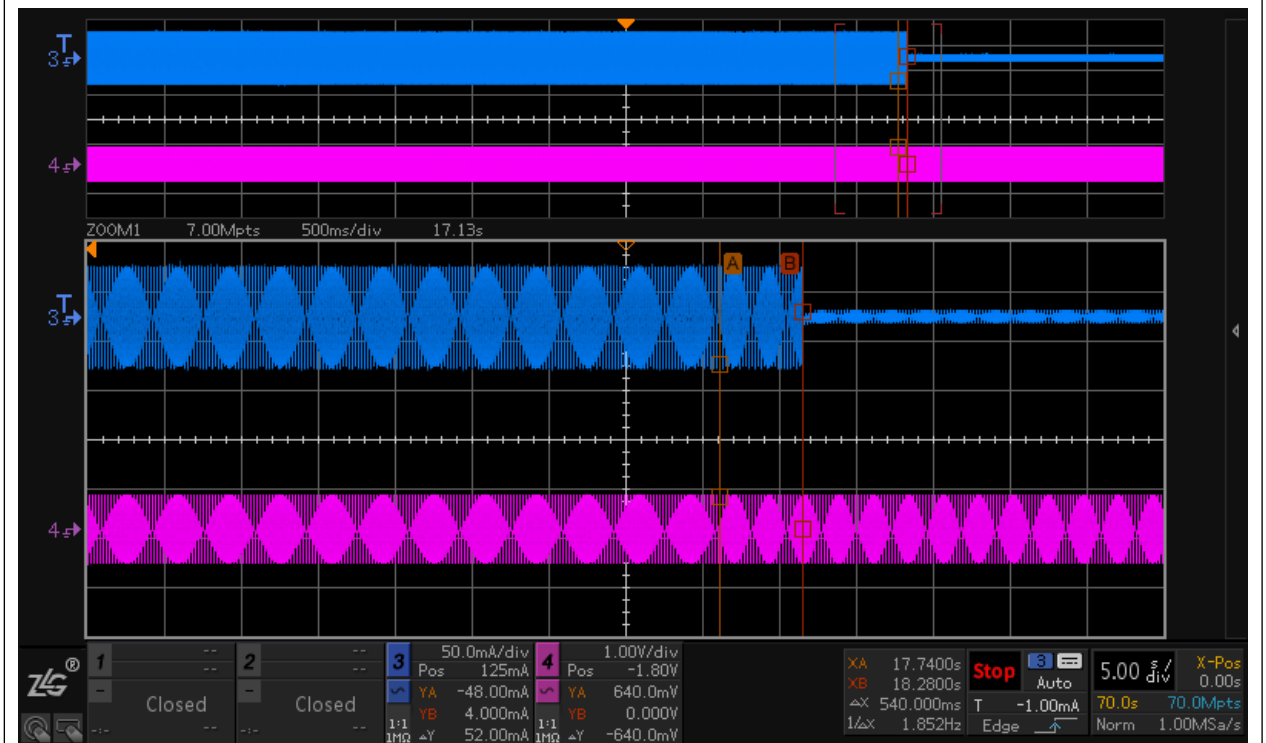 T
3
4
ZOOM1 7.00Mpts 500ms/div 17.13s
A B
T
3
4
ZLG®
1 -- --
- Closed
-:-
2 -- --
- Closed
-:-
3 50.0mA/div
Pos 125mA
YA -48.00mA
YB 4.000mA
1:1
1MΩ ⊿Y 52.00mA
4 1.00V/div
Pos -1.80V
YA 640.0mV
YB 0.000V
1:1
1MΩ ⊿Y -640.0mV
XA 17.7400s
XB 18.2800s
⊿X 540.000ms
1/⊿X 1.852Hz
Stop 3
Auto
T -1.00mA
Edge
5.00 s/div
X-Pos
0.00s
70.0s 70.0Mpts
Norm 1.00MSa/s